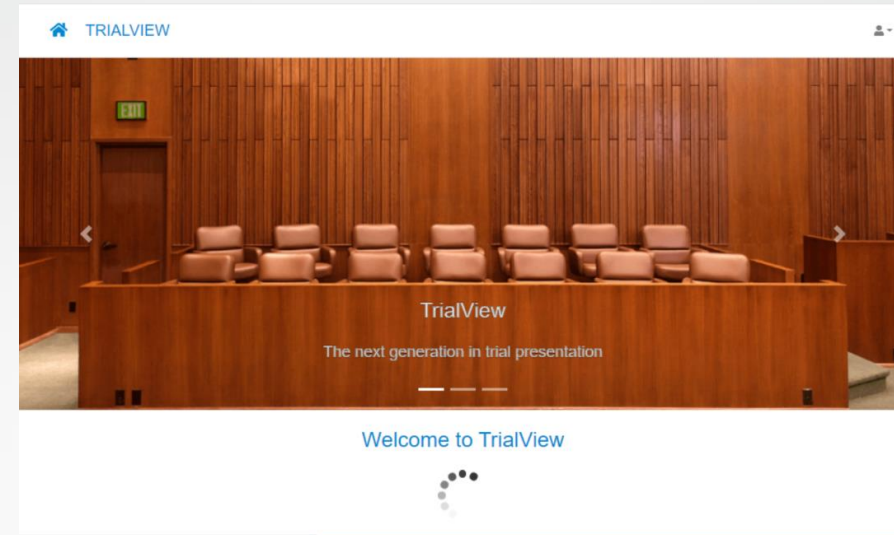 TRIALVIEW
EXIT
TrialView
The next generation in trial presentation
Welcome to TrialView